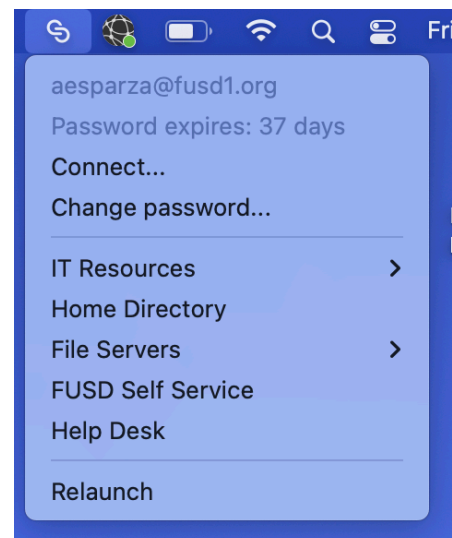 Fri
aesparza@fusd1.org
Password expires: 37 days
Connect...
Change password...
IT Resources
Home Directory
File Servers
FUSD Self Service
Help Desk
Relaunch